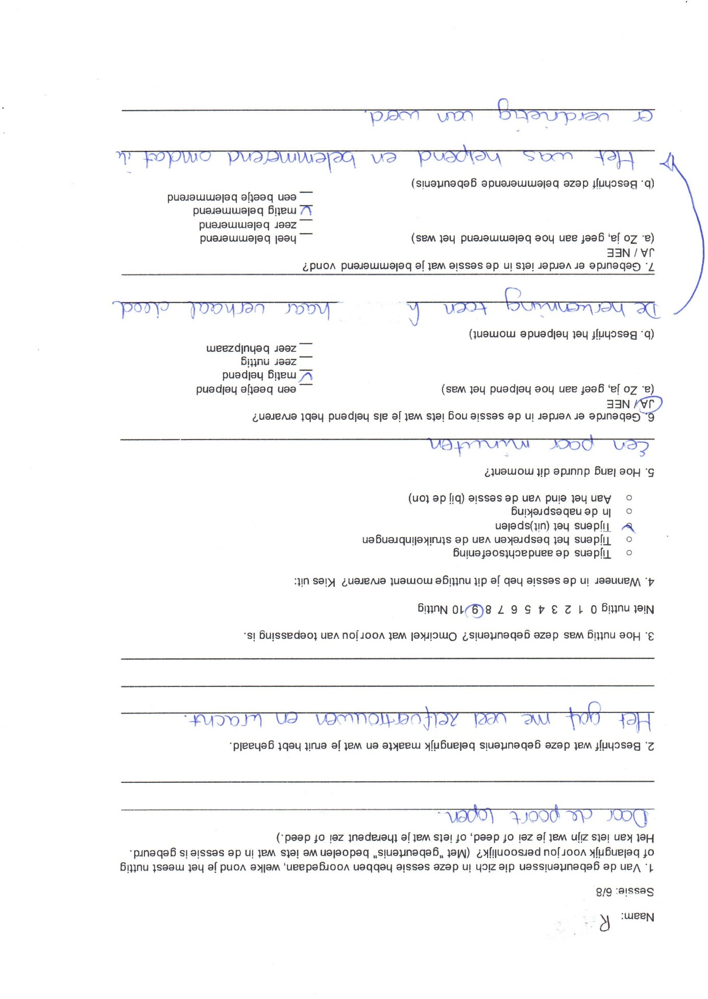 Naam: R
Sessie: 6/8
1. Van de gebeurtenissen die zich in deze sessie hebben voorgedaan, welke vond je het meest nuttig
of belangrijk voor jou persoonlijk? (Met "gebeurtenis" bedoelen we iets wat in de sessie is gebeurd.
Het kan iets zijn wat je zei of deed, of iets wat je therapeut zei of deed.)
Door de poort lopen.
2. Beschrijf wat deze gebeurtenis belangrijk maakte en wat je eruit hebt gehaald.
Het gaf me veel zelfvertrouwen en kracht.
3. Hoe nuttig was deze gebeurtenis? Omcirkel wat voor jou van toepassing is.
Niet nuttig 0 1 2 3 4 5 6 7 8 9 10 Nuttig
4. Wanneer in de sessie heb je dit nuttige moment ervaren? Kies uit:
Tijdens de aandachtsoefening
Tijdens het bespreken van de struikelinbrengen
Tijdens het (uit)spelen
In de nabespreking
Aan het eind van de sessie (bij de ton)
5. Hoe lang duurde dit moment?
Een paar minuten
6. Gebeurde er verder in de sessie nog iets wat je als helpend hebt ervaren?
JA / NEE
(a. Zo ja, geef aan hoe helpend het was) __ een beetje helpend
__ matig helpend
__ zeer nuttig
__ zeer behulpzaam
(b. Beschrijf het helpende moment)
De herkenning toen haar verhaal deed
7. Gebeurde er verder iets in de sessie wat je belemmerend vond?
JA / NEE
(a. Zo ja, geef aan hoe belemmerend het was) __ heel belemmerend
__ zeer belemmerend
__ matig belemmerend
__ een beetje belemmerend
(b. Beschrijf deze belemmerende gebeurtenis)
Het was helpend en belemmerend omdat ik
er verdrietig van werd.